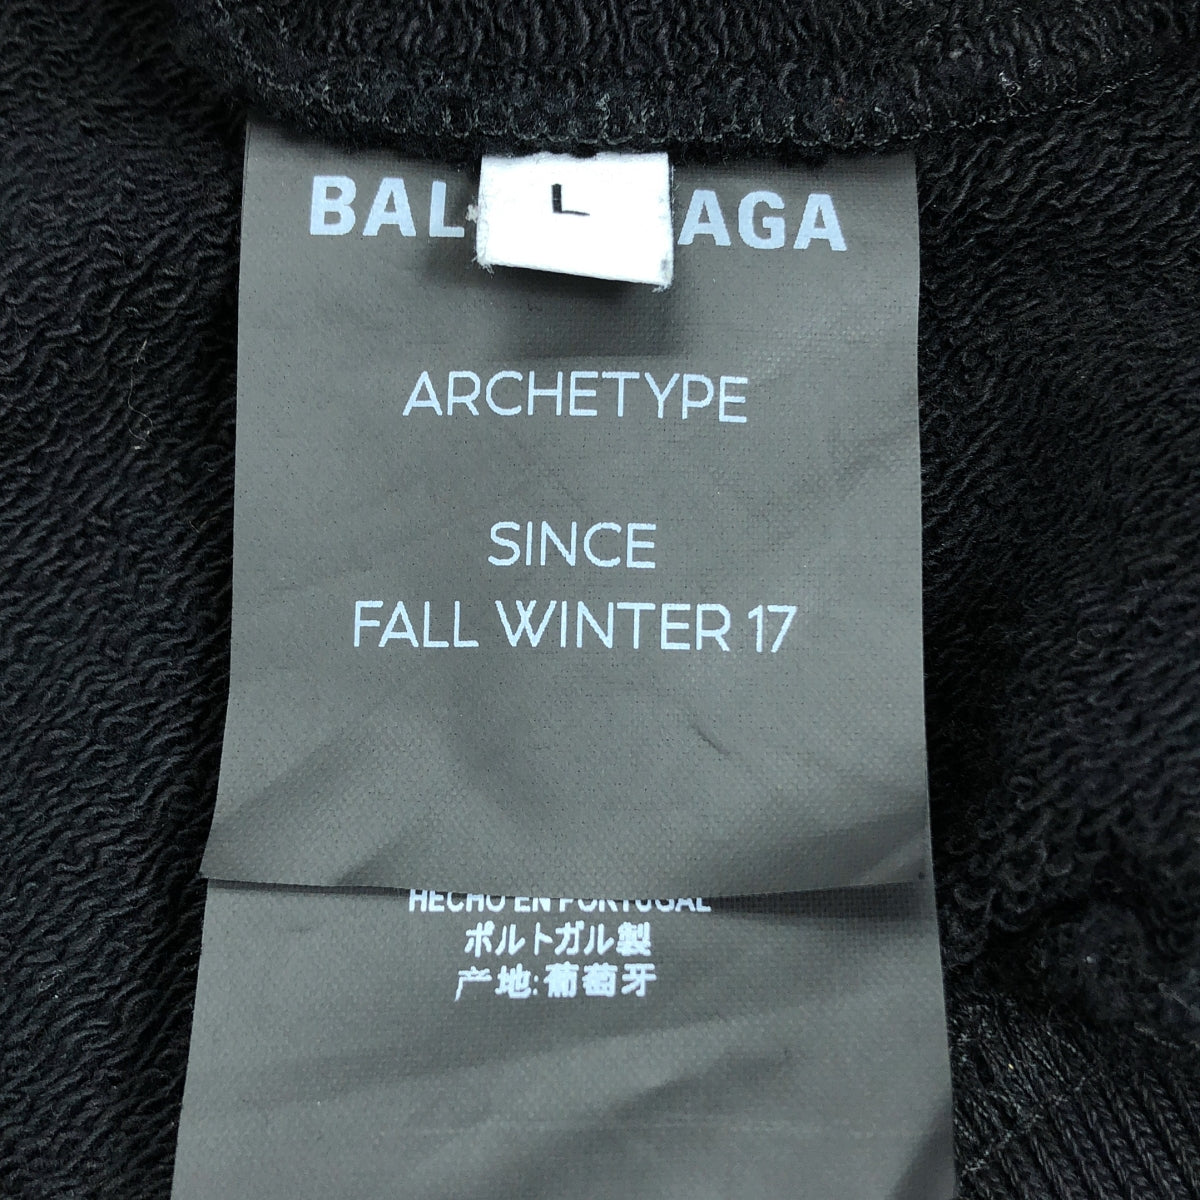 BAL AGA
L
ARCHETYPE
SINCE
FALL WINTER 17
HECHO EN PORTUGAL
ポルトガル製
产地:葡萄牙